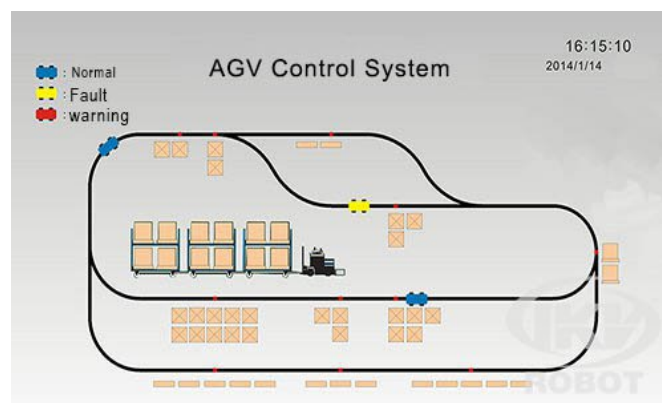 16:15:10
AGV Control System
2014/1/14
: Normal
: Fault
: warning
ROBOT